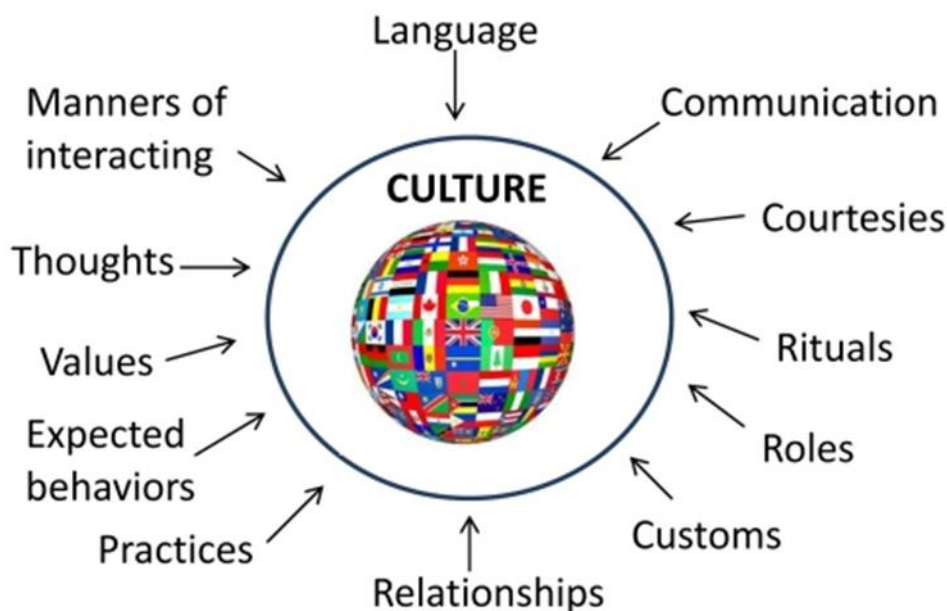 Language
Communication
Manners of
interacting
CULTURE
Courtesies
Thoughts
Values
Rituals
Expected
behaviors
Roles
Practices
Customs
Relationships